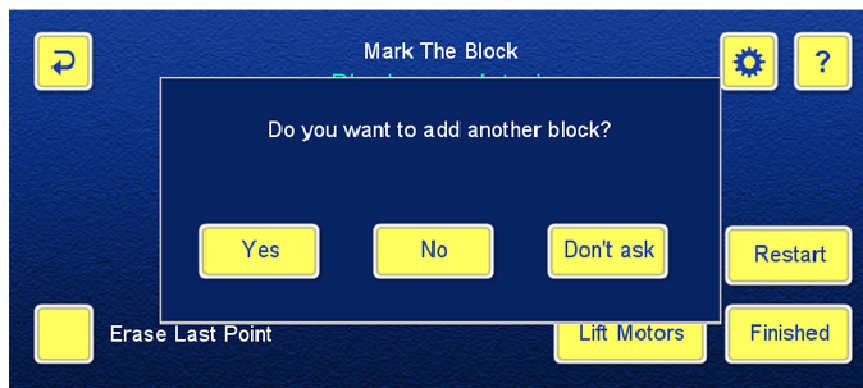 Mark The Block
?
Do you want to add another block?
Yes
No
Don't ask
Restart
Erase Last Point
Lift Motors
Finished